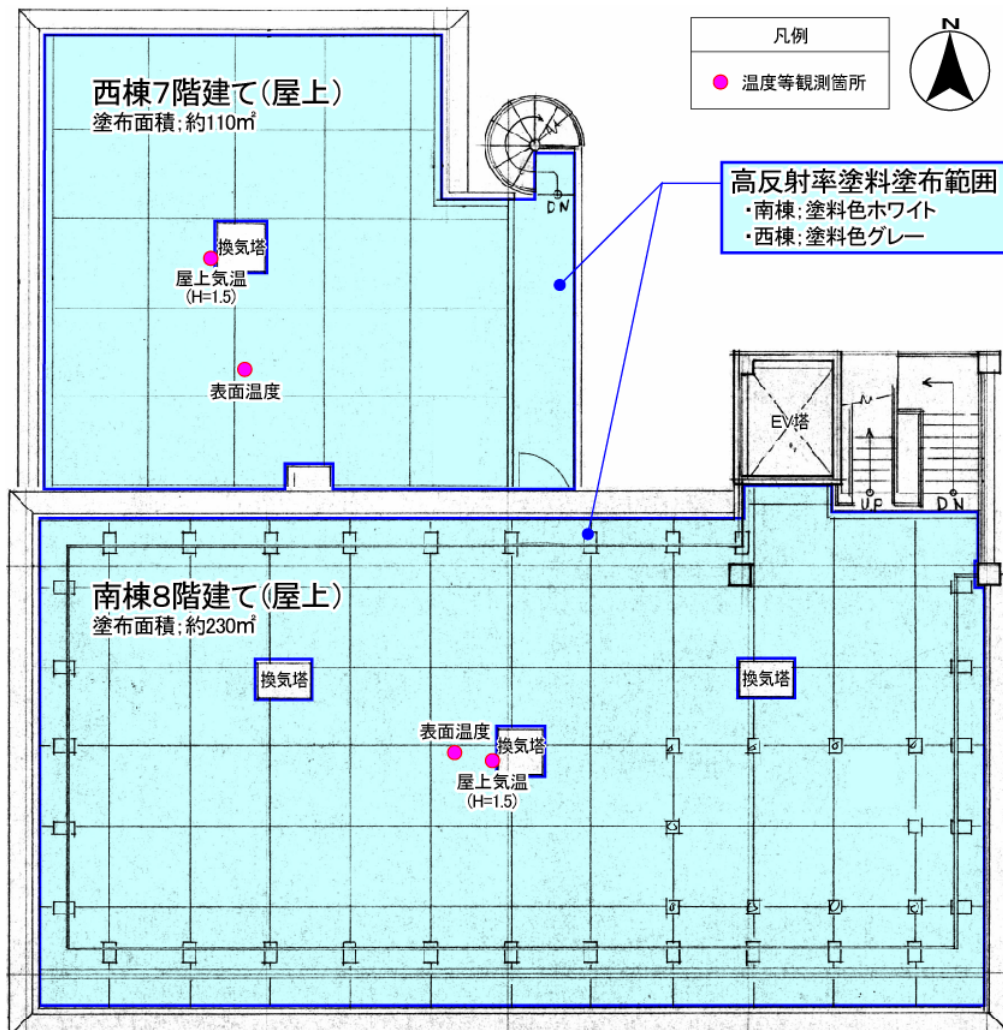 凡例
温度等観測箇所
N
西棟7階建て(屋上)
塗布面積;約110㎡
DN
高反射率塗料塗布範囲
・南棟;塗料色ホワイト
・西棟;塗料色グレー
換気塔
屋上気温
(H=1.5)
表面温度
EV塔
UP
DN
南棟8階建て(屋上)
塗布面積;約230㎡
換気塔
換気塔
表面温度
換気塔
屋上気温
(H=1.5)